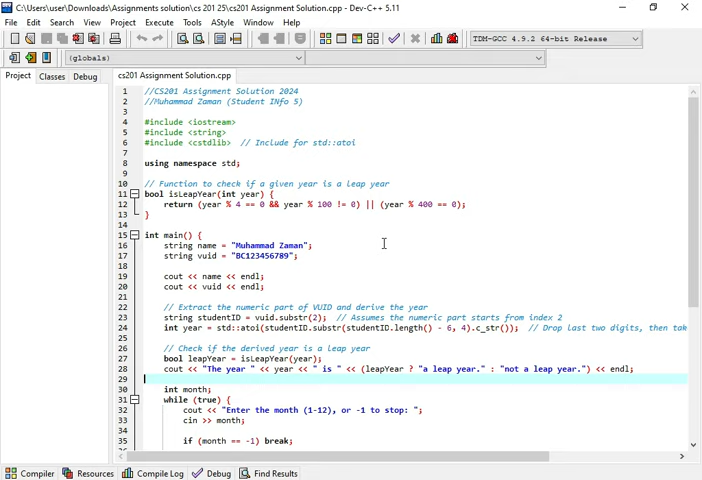 C:\Users\user\Downloads\Assignments solution\cs 201 25\cs201 Assignment Solution.cpp - Dev-C++ 5.11
File Edit Search View Project Execute Tools AStyle Window Help
TDM-GCC 4.9.2 64-bit Release
(globals)
Project Classes Debug cs201 Assignment Solution.cpp
1 //CS201 Assignment Solution 2024
2 //Muhammad Zaman (Student INfo 5)
3
4 #include <iostream>
5 #include <string>
6 #include <cstdlib> // Include for std::atoi
7
8 using namespace std;
9
10 // Function to check if a given year is a leap year
11 bool isLeapYear(int year) {
12 return (year % 4 == 0 && year % 100 != 0) || (year % 400 == 0);
13 }
14
15 int main() {
16 string name = "Muhammad Zaman";
17 string vuid = "BC123456789";
18
19 cout << name << endl;
20 cout << vuid << endl;
21
22 // Extract the numeric part of VUID and derive the year
23 string studentID = vuid.substr(2); // Assumes the numeric part starts from index 2
24 int year = std::atoi(studentID.substr(studentID.length() - 6, 4).c_str()); // Drop last two digits, then tak
25
26 // Check if the derived year is a leap year
27 bool leapYear = isLeapYear(year);
28 cout << "The year " << year << " is " << (leapYear ? "a leap year." : "not a leap year.") << endl;
29
30 int month;
31 while (true) {
32 cout << "Enter the month (1-12), or -1 to stop: ";
33 cin >> month;
34
35 if (month == -1) break;
Compiler Resources Compile Log Debug Find Results